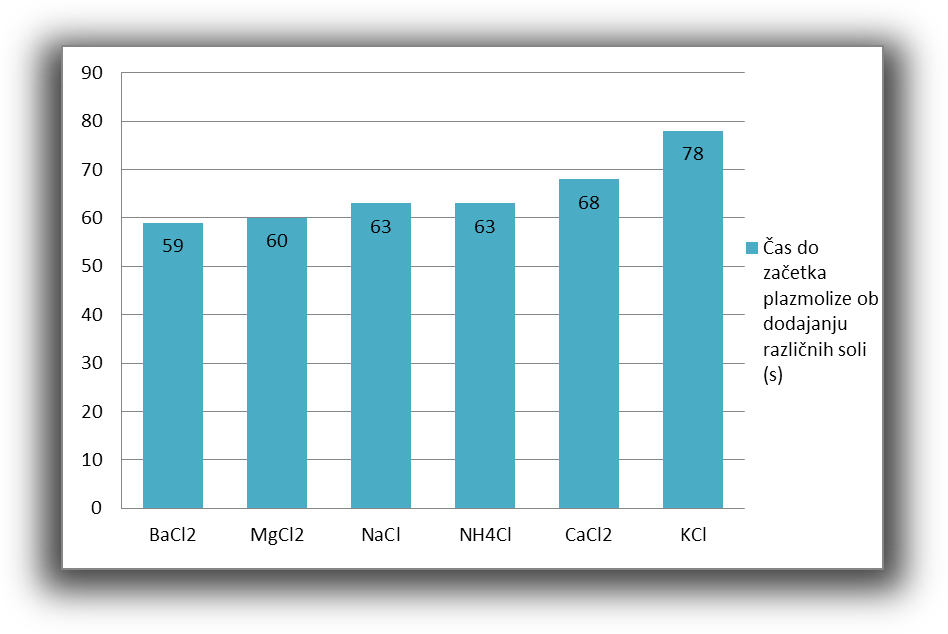 90
80
70
60
50
40
30
20
10
0
59
60
63
63
68
78
BaCl2 MgCl2 NaCl NH4Cl CaCl2 KCl
Čas do
začetka
plazmolize ob
dodajanju
različnih soli
(s)